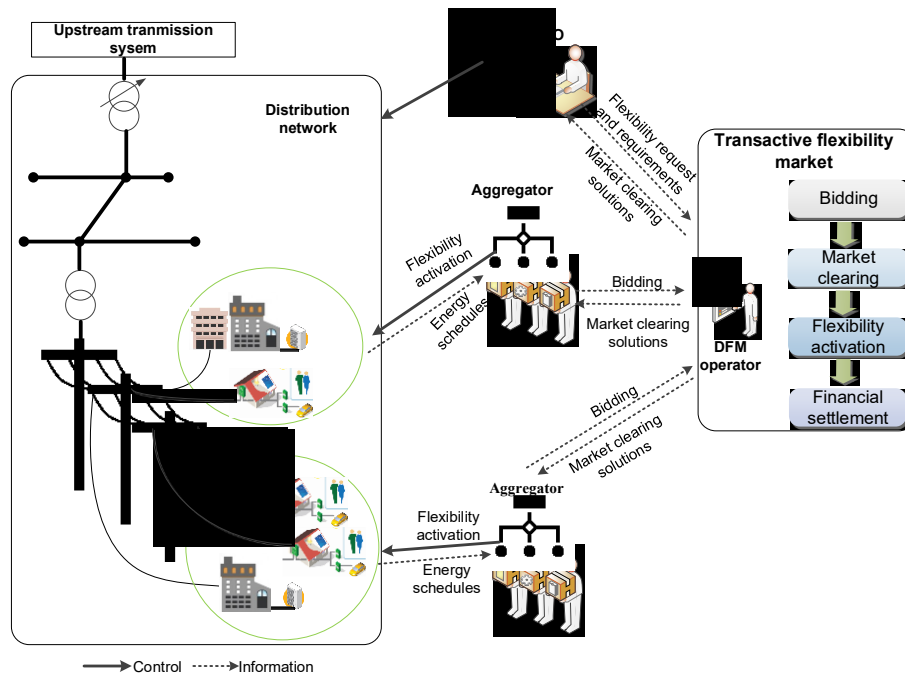 Upstream tranmission
sysem
Distribution
network
O
Flexibility request
and requirements
Market clearing
solutions
Transactive flexibility
market
Bidding
Market
clearing
Flexibility
activation
Financial
settlement
DFM
operator
Aggregator
Flexibility
activation
Energy
schedules
Bidding
Market clearing
solutions
Bidding
Market clearing
solutions
Aggregator
Flexibility
activation
Energy
schedules
Control
Information